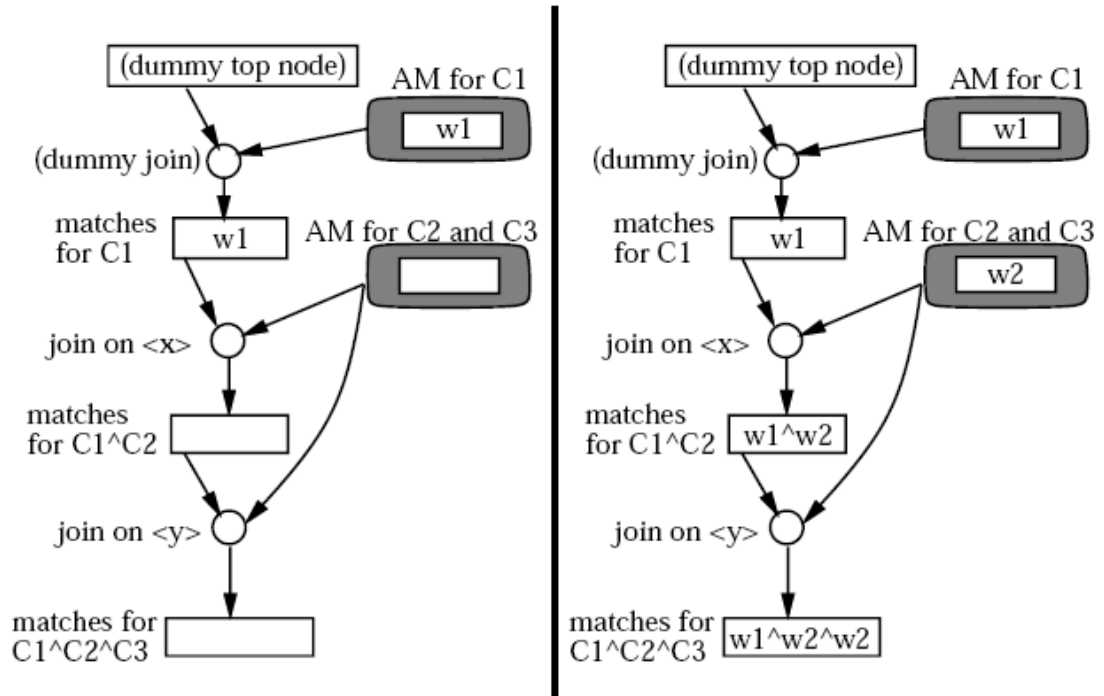 (dummy top node)
AM for C1
w1
(dummy join)
matches
for C1
w1
AM for C2 and C3
join on <x>
matches
for C1^C2
join on <y>
matches for
C1^C2^C3
(dummy top node)
AM for C1
w1
(dummy join)
matches
for C1
w1
AM for C2 and C3
w2
join on <x>
matches
for C1^C2
w1^w2
join on <y>
matches for
C1^C2^C3
w1^w2^w2